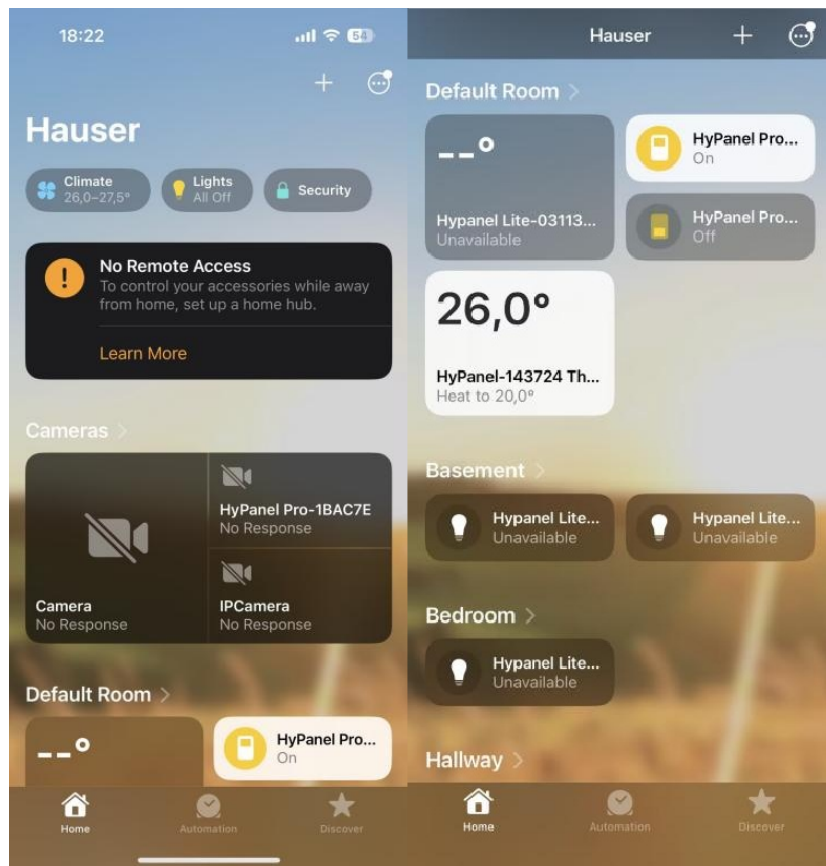 18:22
54
Hauser
Climate
26,0–27,5°
Lights
All Off
Security
No Remote Access
To control your accessories while away
from home, set up a home hub.
Learn More
Cameras >
HyPanel Pro-1BAC7E
No Response
Camera
No Response
IPCamera
No Response
Default Room >
--°
HyPanel Pro...
On
Home
Automation
Discover
Hauser
Default Room >
--°
Hypanel Lite-03113...
Unavailable
HyPanel Pro...
On
HyPanel Pro...
Off
26,0°
HyPanel-143724 Th...
Heat to 20,0°
Basement >
Hypanel Lite...
Unavailable
Hypanel Lite...
Unavailable
Bedroom >
Hypanel Lite...
Unavailable
Hallway >
Home
Automation
Discover